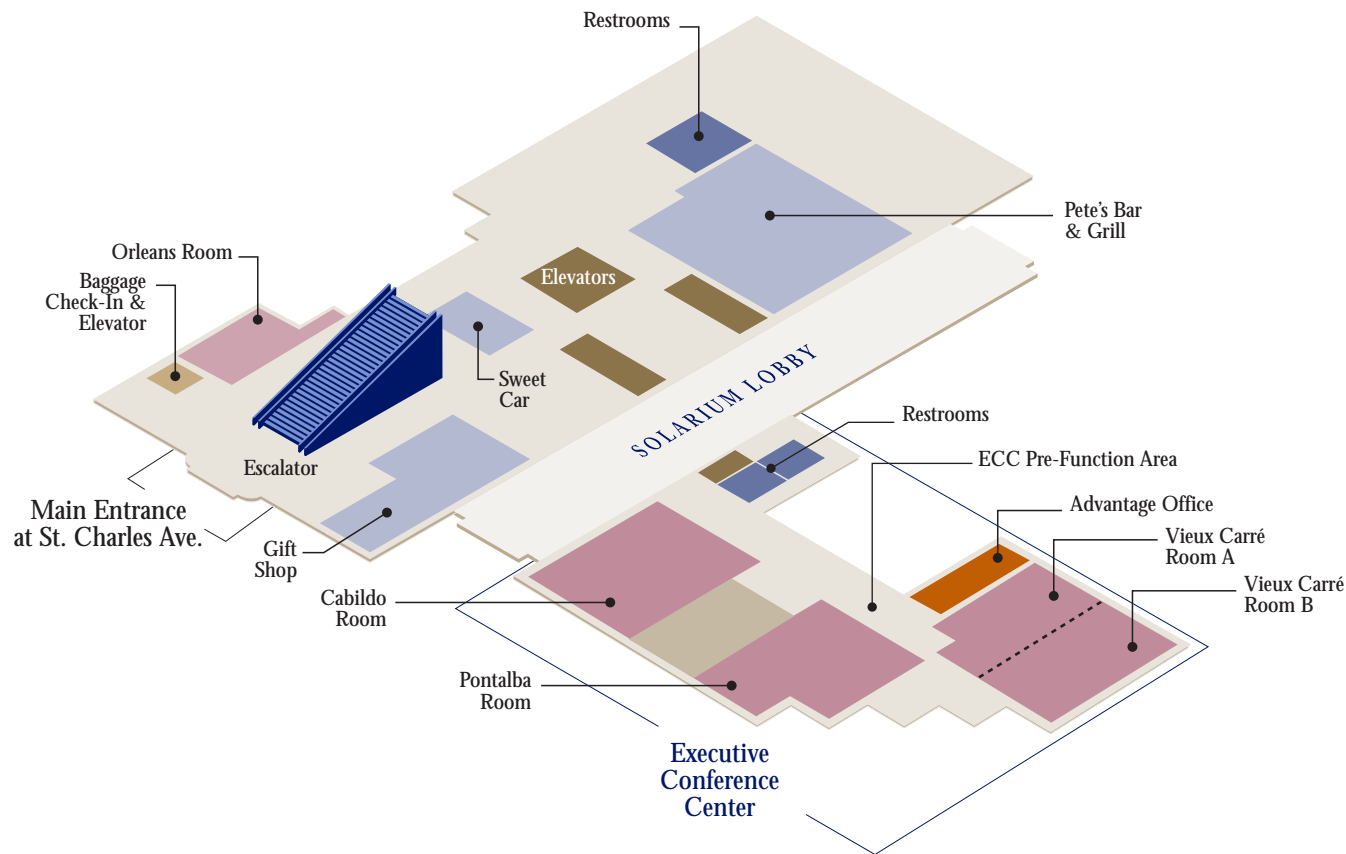 Restrooms
Pete's Bar
& Grill
Orleans Room
Baggage
Check-In &
Elevator
Elevators
Sweet
Car
SOLARIUM LOBBY
Restrooms
ECC Pre-Function Area
Escalator
Main Entrance
at St. Charles Ave.
Advantage Office
Gift
Shop
Vieux Carré
Room A
Vieux Carré
Room B
Cabildo
Room
Pontalba
Room
Executive
Conference
Center